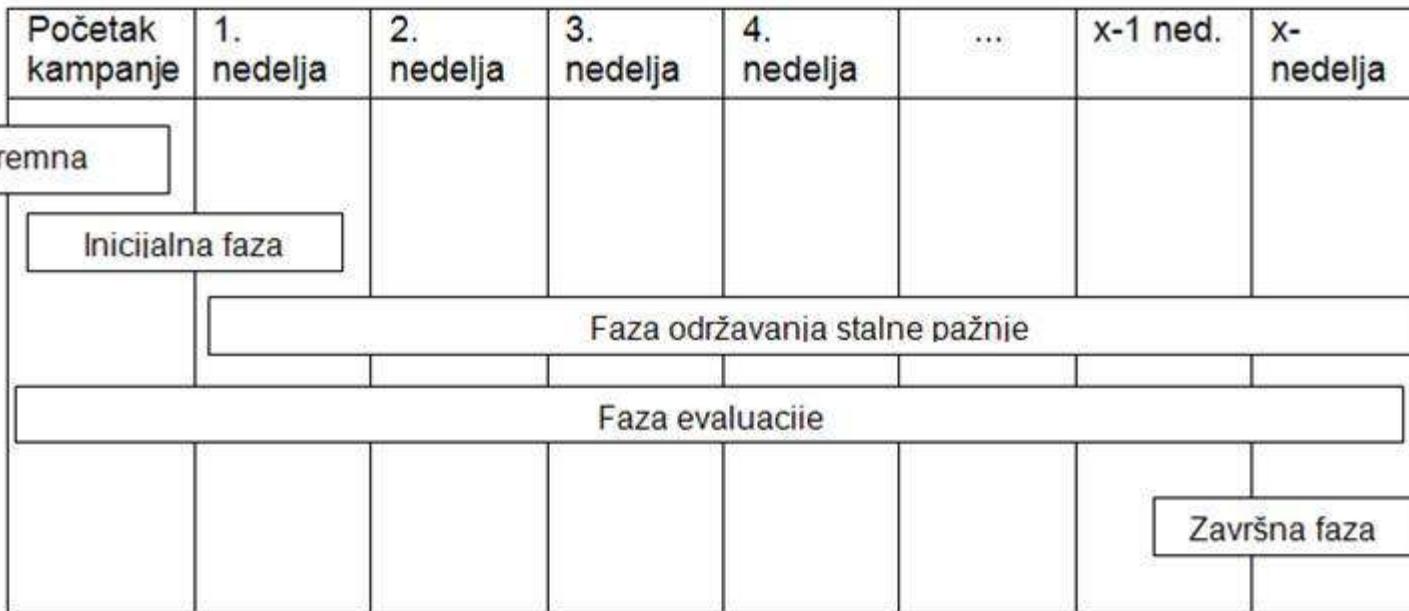 Početak kampanje
1. nedelja
2. nedelja
3. nedelja
4. nedelja
...
x-1 ned.
x- nedelja
remna
Inicijalna faza
Faza održavanja stalne pažnje
Faza evaluacije
Završna faza